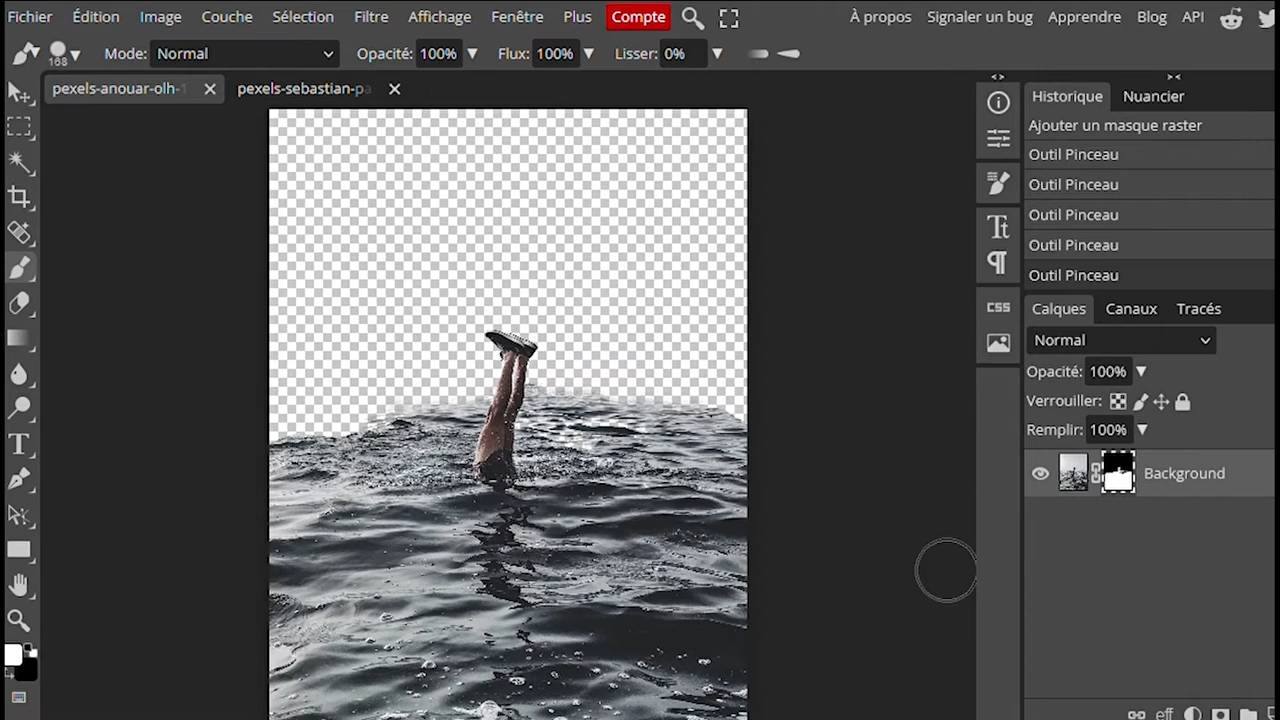 Fichier Édition Image Couche Sélection Filtre Affichage Fenêtre Plus Compte À propos Signaler un bug Apprendre Blog API
168 Mode: Normal Opacité: 100% Flux: 100% Lisser: 0%
pexels-anouar-olh-1 pexels-sebastian-pa
Historique Nuancier
Ajouter un masque raster
Outil Pinceau
Outil Pinceau
Outil Pinceau
Outil Pinceau
Outil Pinceau
CSS
Calques Canaux Tracés
Normal
Opacité: 100%
Verrouiller:
Remplir: 100%
Background
eff